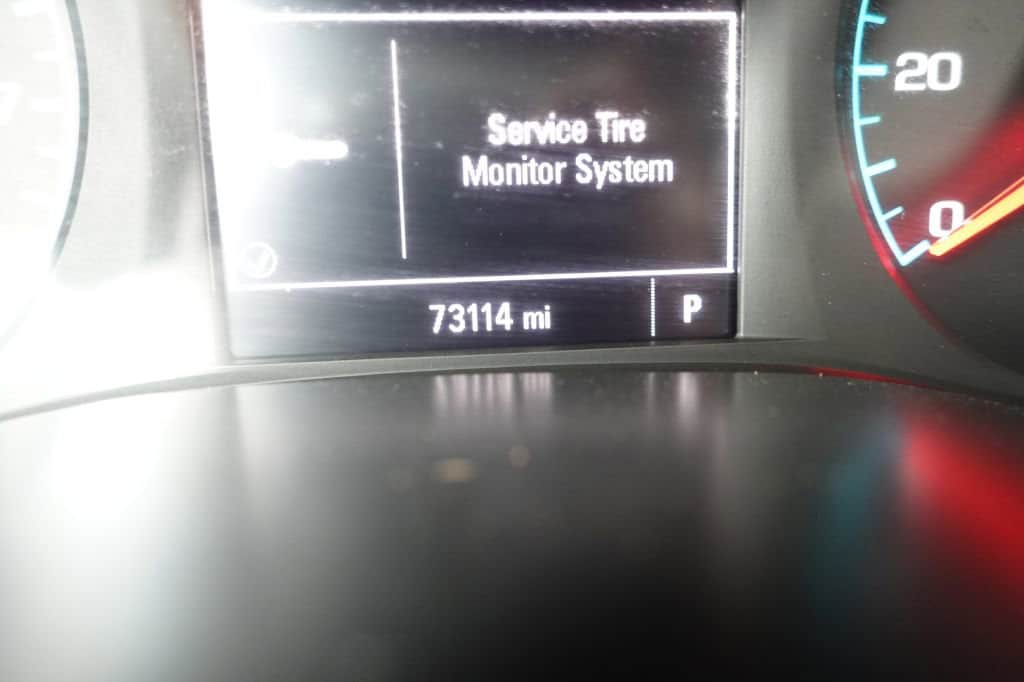 Service Tire
Monitor System
73114 mi
P
20
0